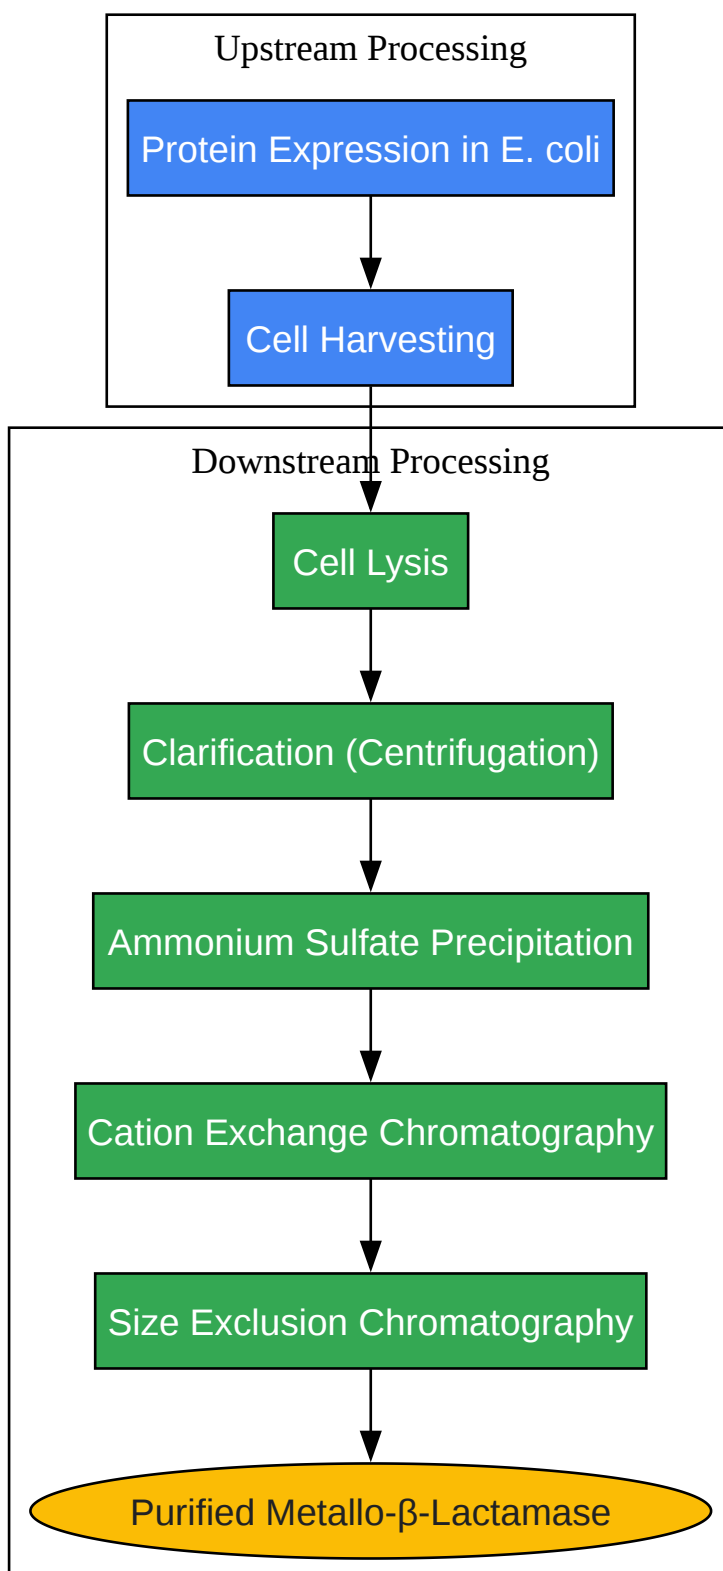 Upstream Processing
Protein Expression in E. coli
Cell Harvesting
Downstream Processing
Cell Lysis
Clarification (Centrifugation)
Ammonium Sulfate Precipitation
Cation Exchange Chromatography
Size Exclusion Chromatography
Purified Metallo-β-Lactamase